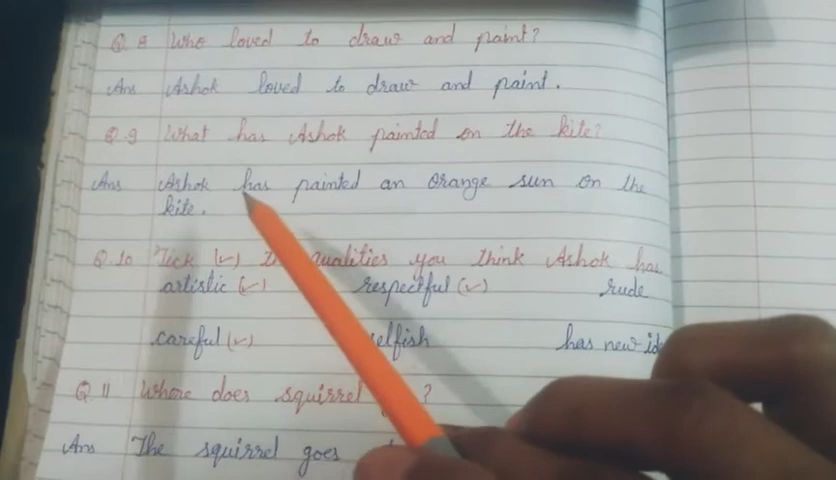 Q.8 Who loved to draw and paint?
Ans Ashok loved to draw and paint.
Q.9 What has Ashok painted on the kite?
Ans Ashok has painted an orange sun on the
kite.
Q.10 Tick (✓) qualities you think Ashok has
artistic (✓) respectful (✓) rude
careful (✓) selfish has new
Q 11 Where does squirrel ?
Ans The squirrel goes